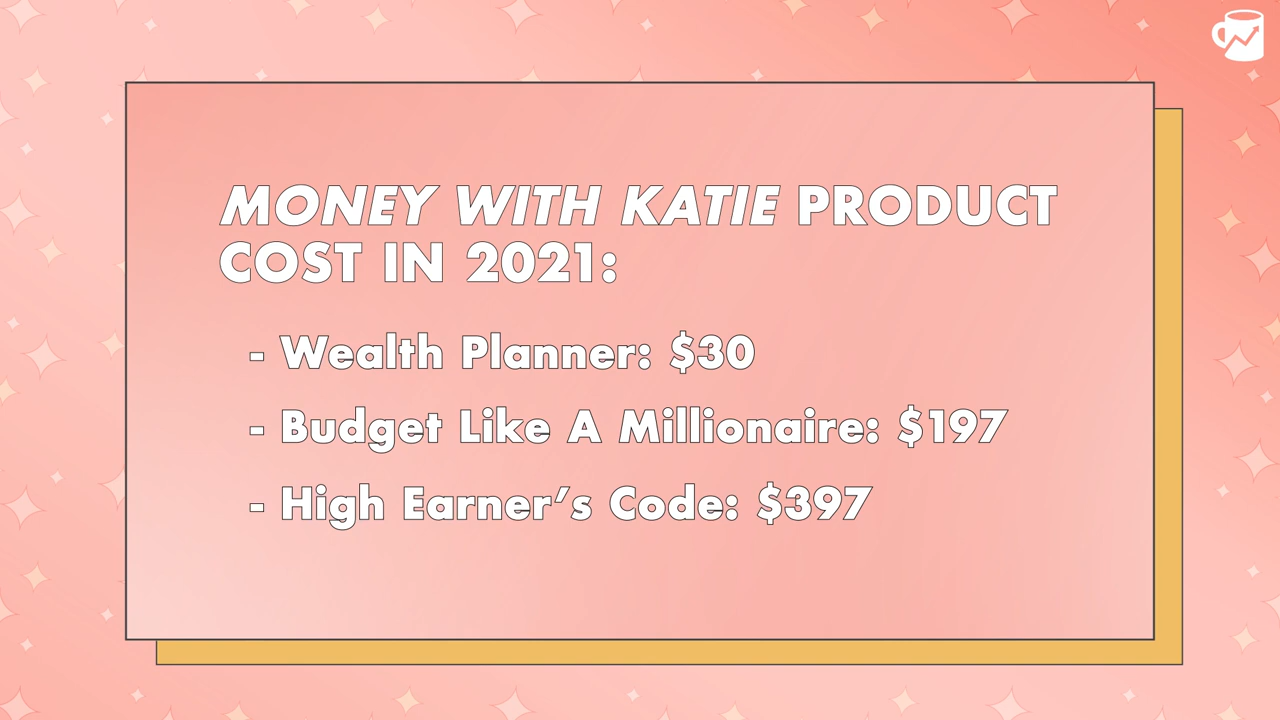 MONEY WITH KATIE PRODUCT
COST IN 2021:
- Wealth Planner: $30
- Budget Like A Millionaire: $197
- High Earner’s Code: $397